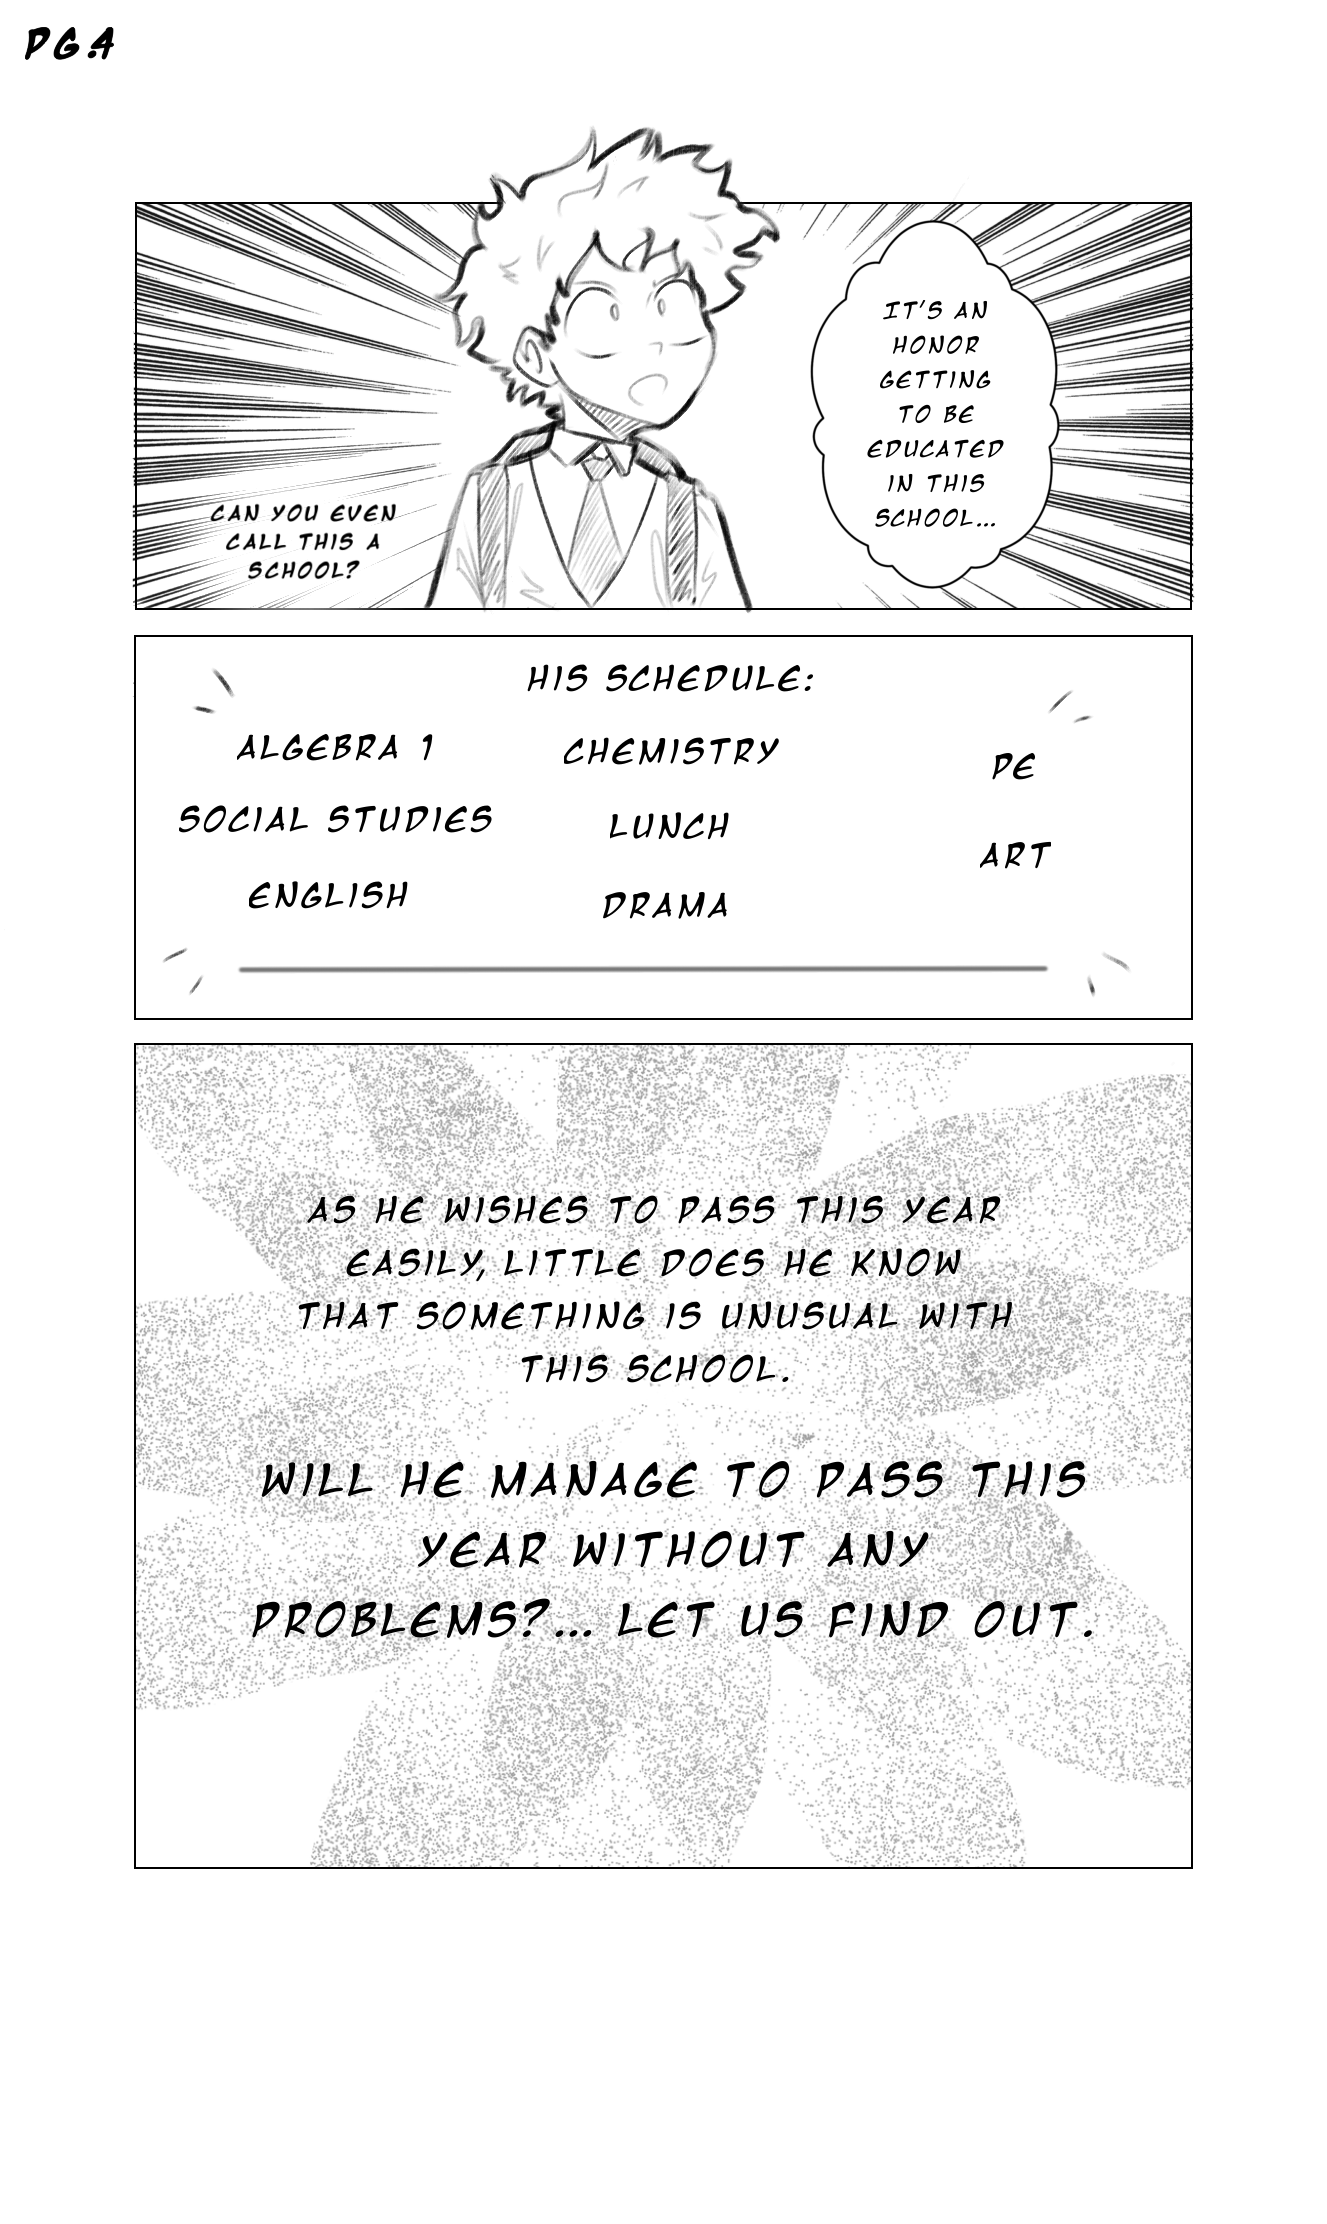 PG.4
IT'S AN
HONOR
GETTING
TO BE
EDUCATED
IN THIS
SCHOOL...
CAN YOU EVEN
CALL THIS A
SCHOOL?
HIS SCHEDULE:
ALGEBRA 1
SOCIAL STUDIES
ENGLISH
CHEMISTRY
LUNCH
DRAMA
PE
ART
AS HE WISHES TO PASS THIS YEAR
EASILY, LITTLE DOES HE KNOW
THAT SOMETHING IS UNUSUAL WITH
THIS SCHOOL.
WILL HE MANAGE TO PASS THIS
YEAR WITHOUT ANY
PROBLEMS?... LET US FIND OUT.